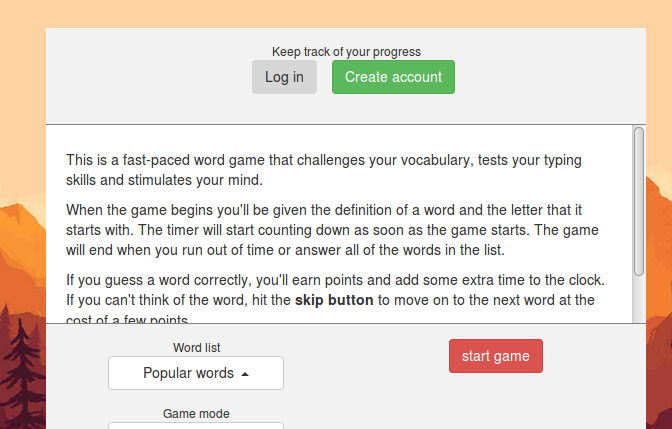 Keep track of your progress
Log in Create account
This is a fast-paced word game that challenges your vocabulary, tests your typing
skills and stimulates your mind.
When the game begins you'll be given the definition of a word and the letter that it
starts with. The timer will start counting down as soon as the game starts. The game
will end when you run out of time or answer all of the words in the list.
If you guess a word correctly, you'll earn points and add some extra time to the clock.
If you can't think of the word, hit the skip button to move on to the next word at the
cost of a few points
Word list
Popular words
start game
Game mode